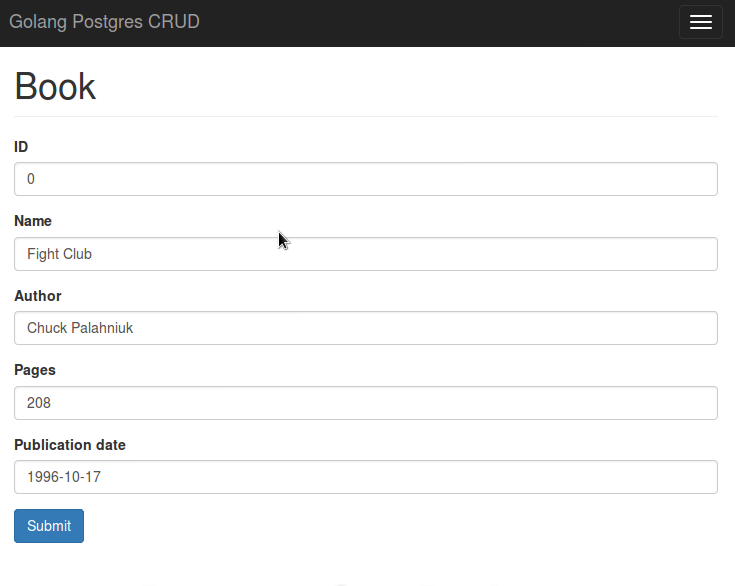 Golang Postgres CRUD
Book
ID
0
Name
Fight Club
Author
Chuck Palahniuk
Pages
208
Publication date
1996-10-17
Submit